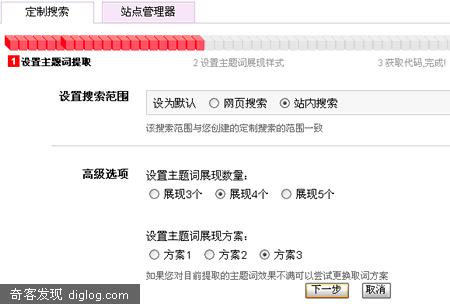 定制搜索 站点管理器
1 设置主题词提取 2 设置主题词展现样式 3 获取代码,完成!
设置搜索范围 设为默认 网页搜索 站内搜索
该搜索范围与您创建的定制搜索的范围一致
高级选项 设置主题词展现数量:
展现3个 展现4个 展现5个
设置主题词展现方案:
方案1 方案2 方案3
如果您对目前提取的主题词效果不满可以尝试更换取词方案
下一步 取消
奇客发现 diglog.com